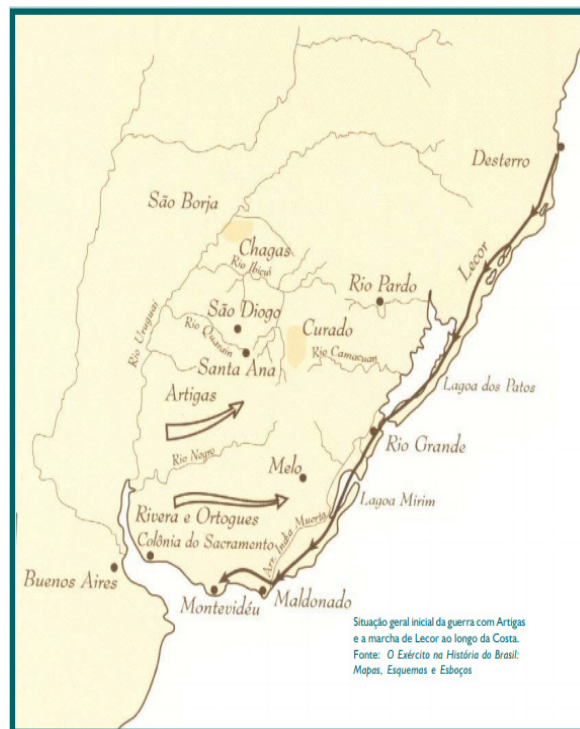 Desterro
São Borja
Chagas
Rio Ibicuí
Lecor
Rio Pardo
São Diogo
Rio Uruguai
Rio Quaraín
Curado
Santa Ana
Rio Camacuan
Artigas
Lagoa dos Patos
Rio Grande
Rio Negro
Melo
Lagoa Mirim
Rivera e Ortogues
Arr. India Muerta
Colônia do Sacramento
Buenos Aires
Montevidéu
Maldonado
Situação geral inicial da guerra com Artigas
e a marcha de Lecor ao longo da Costa.
Fonte: O Exército na História do Brasil:
Mapas, Esquemas e Esboços